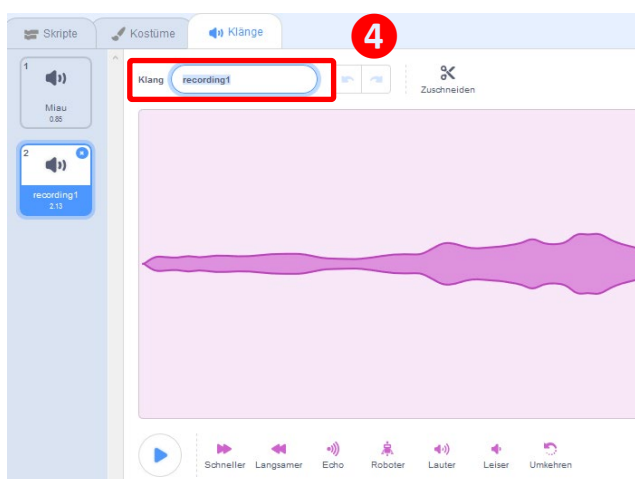 Skripte Kostüme Klänge
4
1
Miau
0.85
2
recording1
2.13
Klang recording1
Zuschneiden
Schneller Langsamer Echo Roboter Lauter Leiser Umkehren